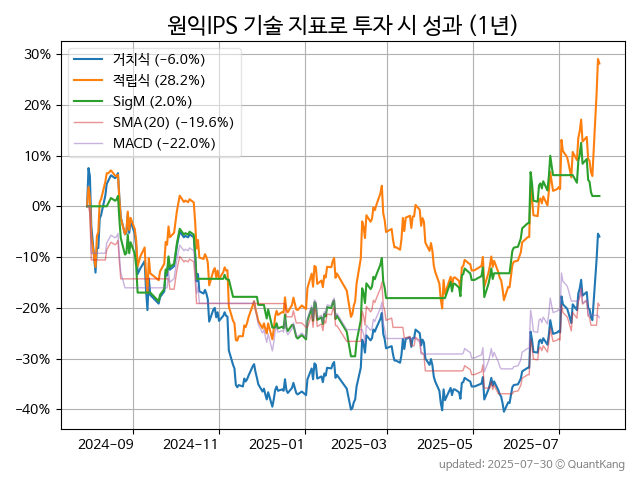 원익IPS 기술 지표로 투자 시 성과 (1년)
거치식 (−6.0%)
적립식 (28.2%)
SigM (2.0%)
SMA(20) (−19.6%)
MACD (−22.0%)
30%
20%
10%
0%
−10%
−20%
−30%
−40%
2024-09 2024-11 2025-01 2025-03 2025-05 2025-07
updated: 2025-07-30 © QuantKang